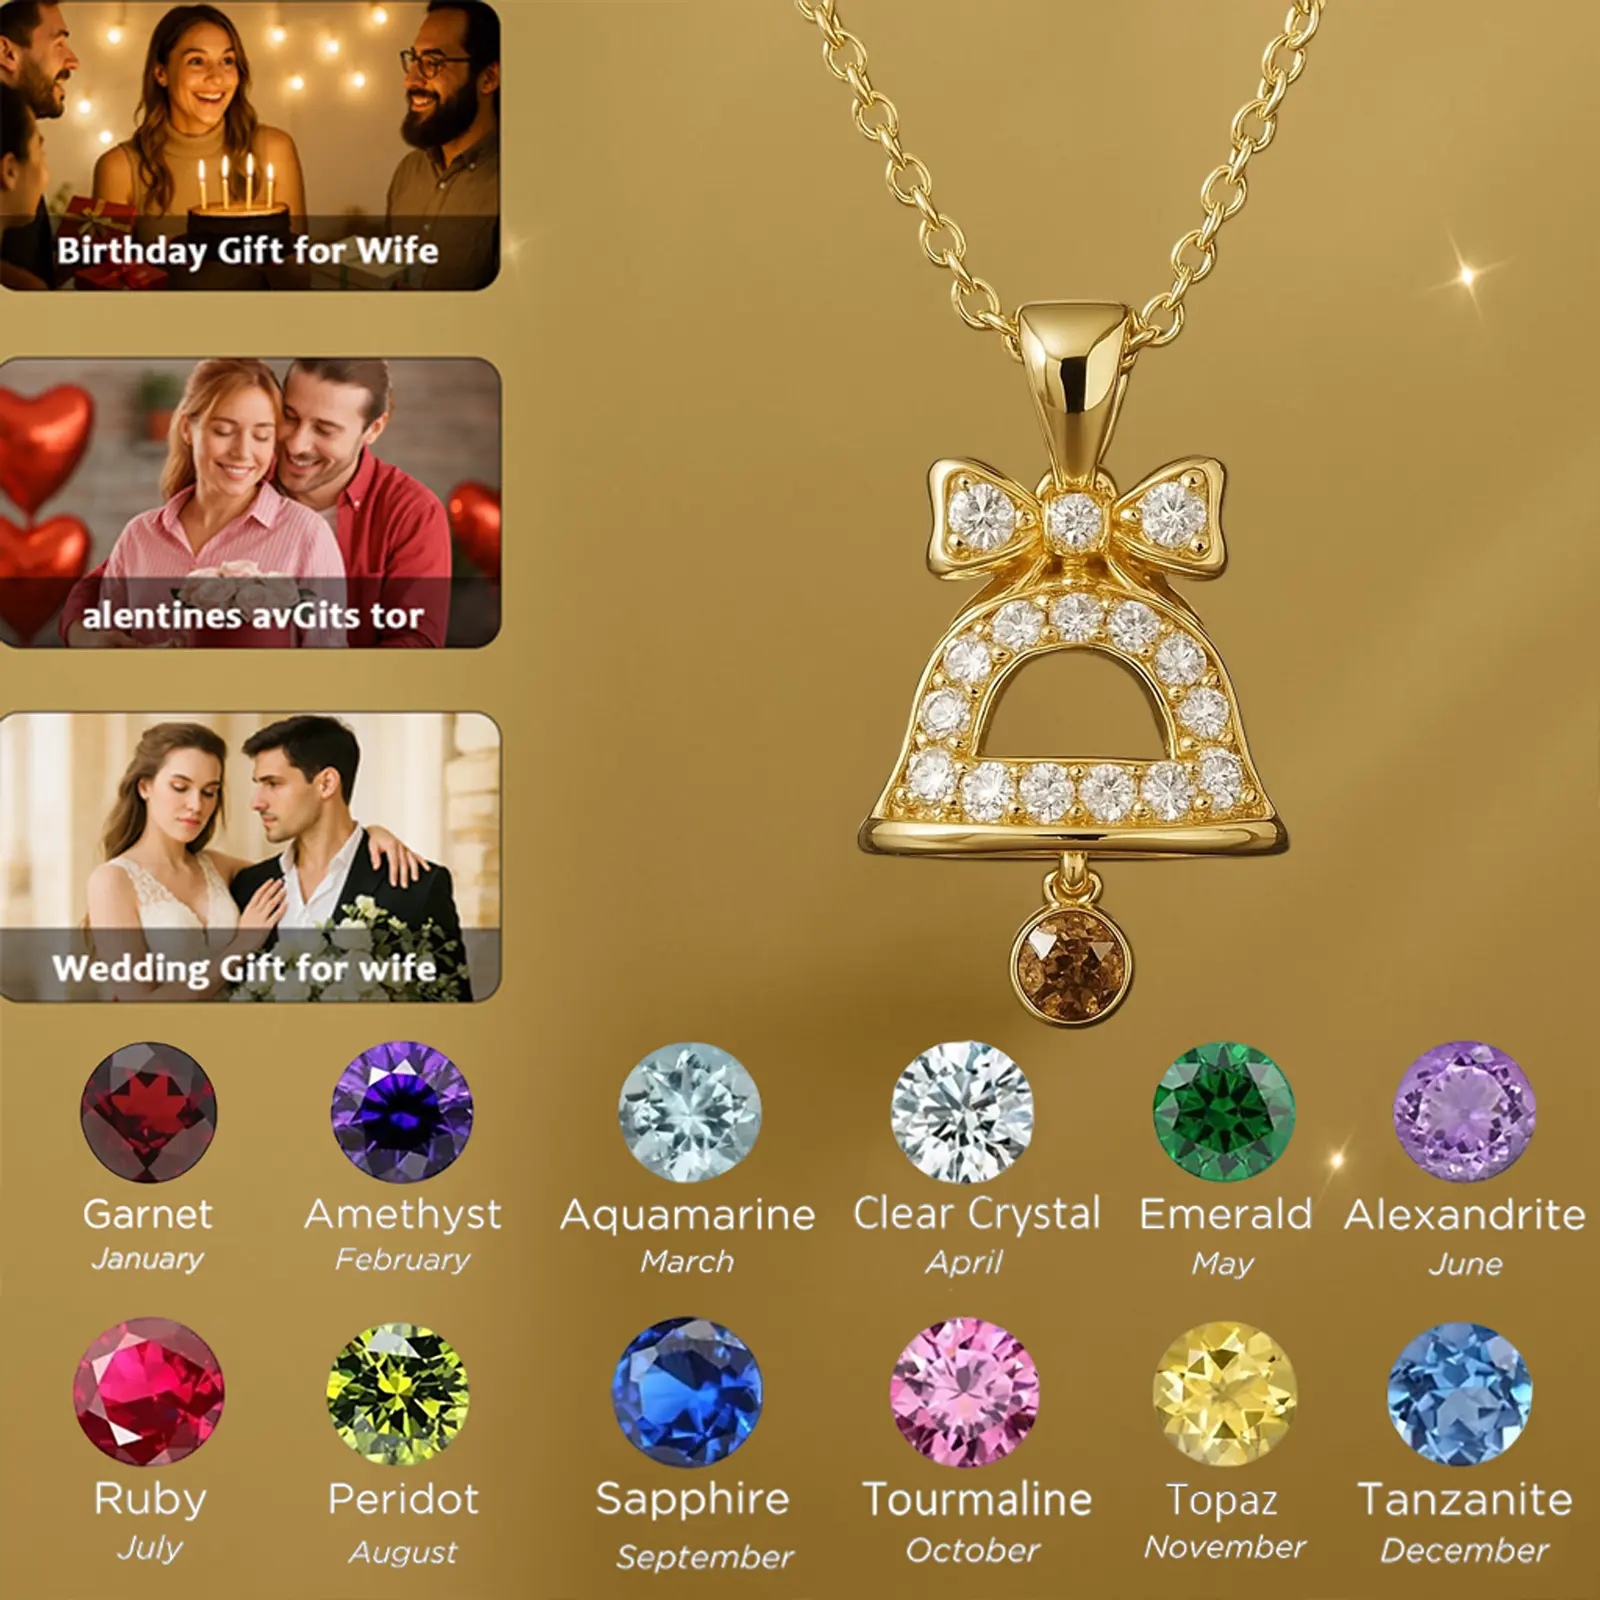 Birthday Gift for Wife
alentines avGits tor
Wedding Gift for wife
Garnet
January
Amethyst
February
Aquamarine
March
Clear Crystal
April
Emerald
May
Alexandrite
June
Ruby
July
Peridot
August
Sapphire
September
Tourmaline
October
Topaz
November
Tanzanite
December